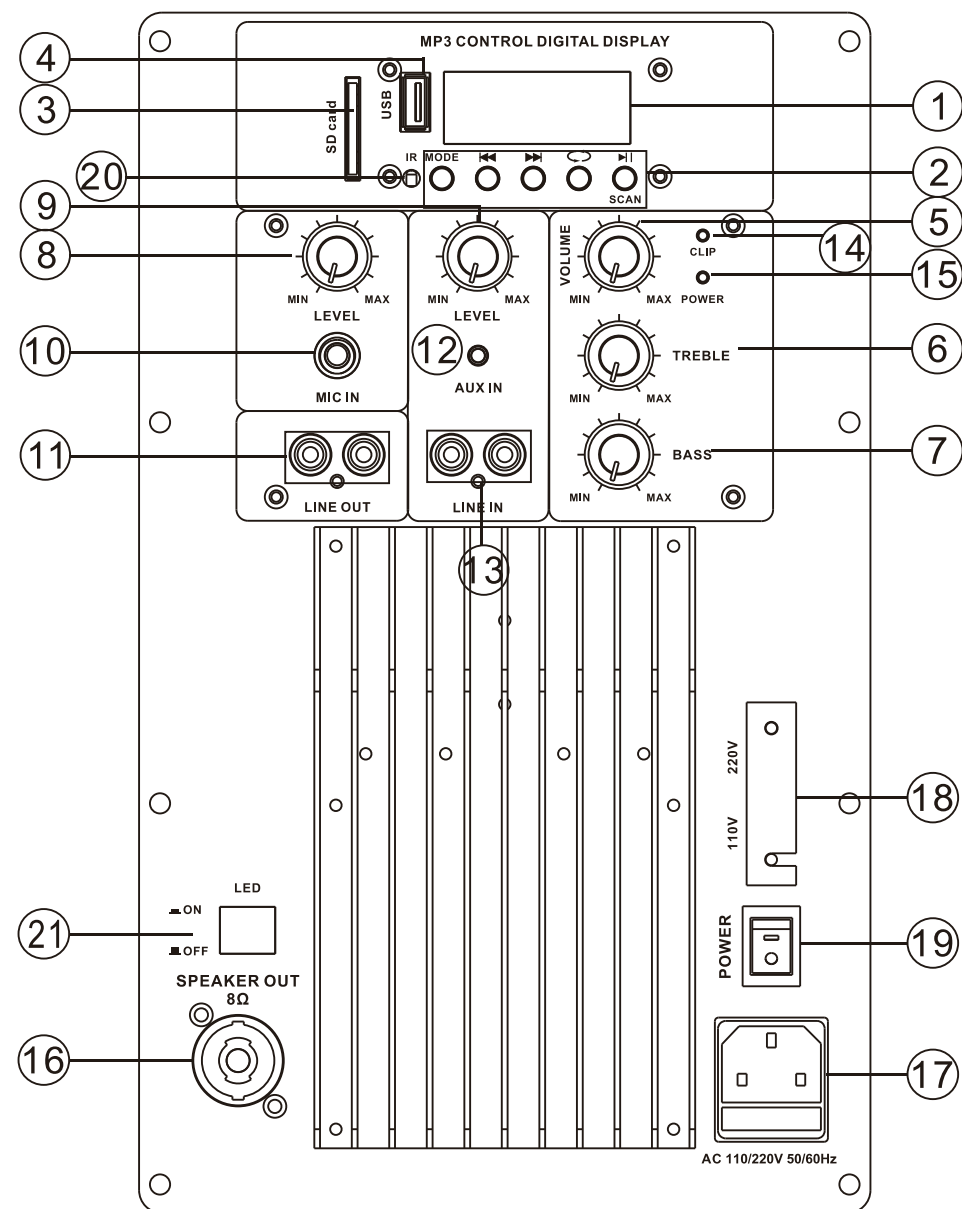 MP3 CONTROL DIGITAL DISPLAY
4
3
SD card
USB
1
20
IR
MODE
SCAN
2
9
8
MIN
MAX
LEVEL
MIN
MAX
LEVEL
VOLUME
MIN
MAX
CLIP
POWER
5
14
15
10
MIC IN
12
AUX IN
MIN
MAX
TREBLE
6
11
LINE OUT
LINE IN
13
MIN
MAX
BASS
7
220V
110V
18
LED
ON
OFF
21
POWER
19
SPEAKER OUT
8Ω
16
17
AC 110/220V 50/60Hz